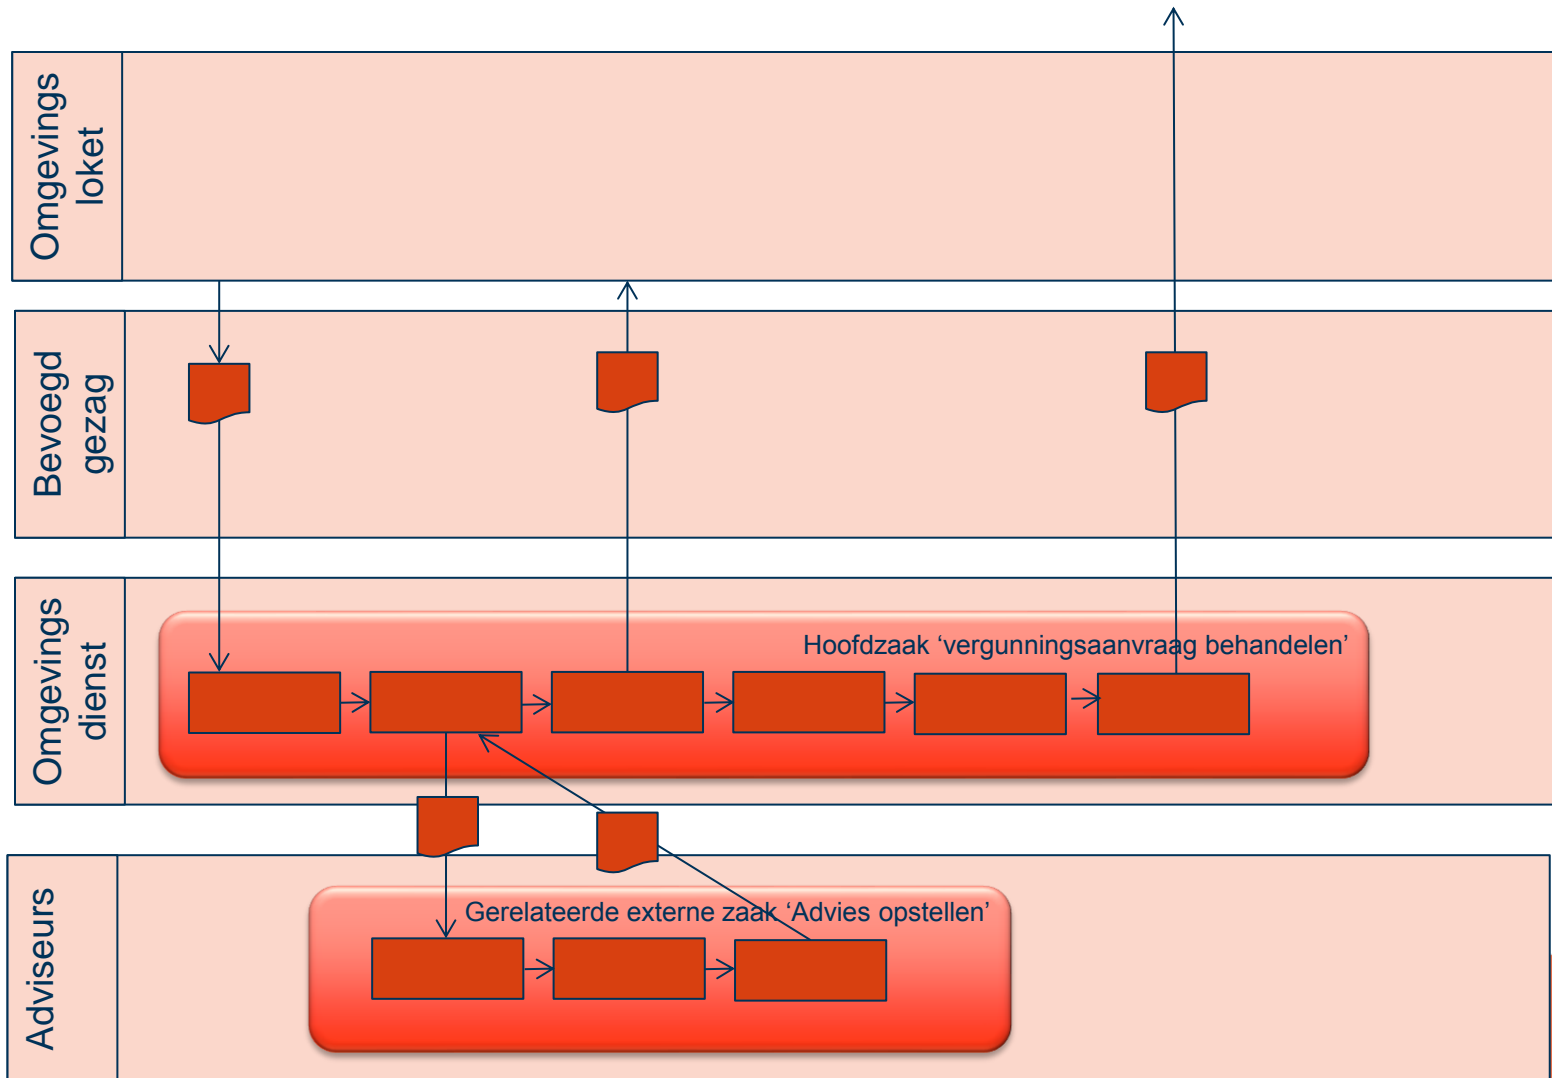 Omgevings
loket
Bevoegd
gezag
Omgevings
dienst
Hoofdzaak ‘vergunningsaanvraag behandelen’
Adviseurs
Gerelateerde externe zaak ‘Advies opstellen’